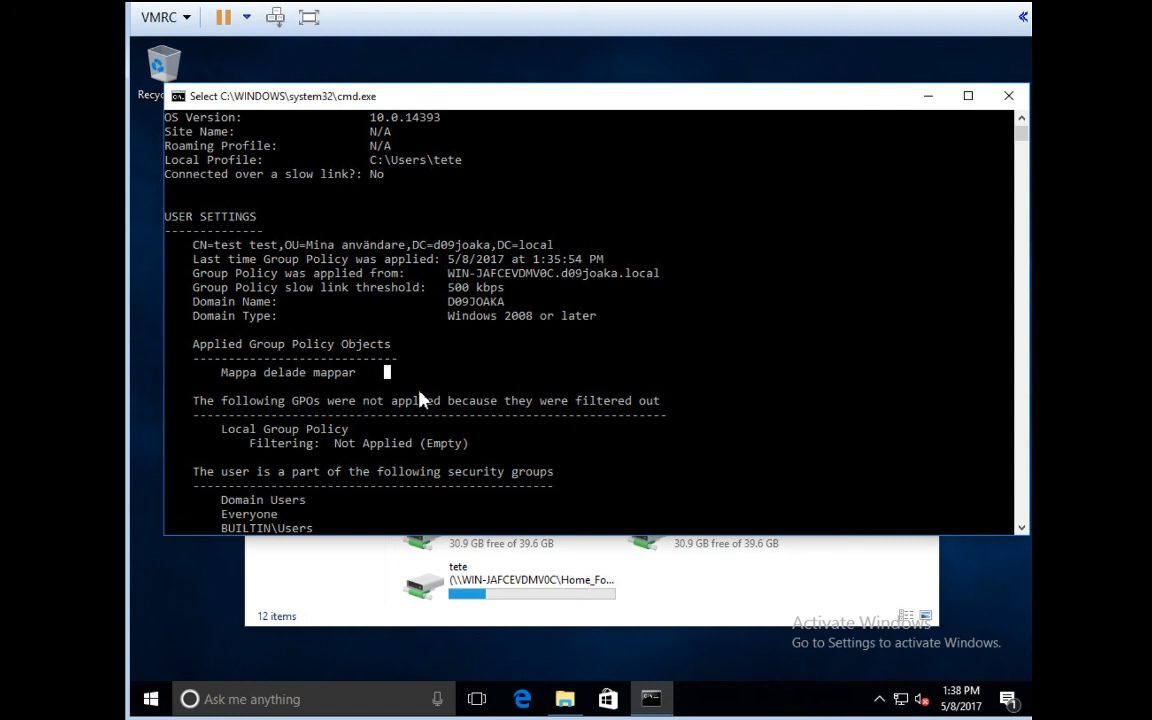 VMRC
Recyc
Select C:\WINDOWS\system32\cmd.exe
OS Version: 10.0.14393
Site Name: N/A
Roaming Profile: N/A
Local Profile: C:\Users\tete
Connected over a slow link?: No
USER SETTINGS
--------------
CN=test test,OU=Mina användare,DC=d09joaka,DC=local
Last time Group Policy was applied: 5/8/2017 at 1:35:54 PM
Group Policy was applied from: WIN-JAFCEVDMV0C.d09joaka.local
Group Policy slow link threshold: 500 kbps
Domain Name: D09JOAKA
Domain Type: Windows 2008 or later
Applied Group Policy Objects
-----------------------------
Mappa delade mappar
The following GPOs were not applied because they were filtered out
-------------------------------------------------------------------
Local Group Policy
Filtering: Not Applied (Empty)
The user is a part of the following security groups
---------------------------------------------------
Domain Users
Everyone
BUILTIN\Users
30.9 GB free of 39.6 GB
30.9 GB free of 39.6 GB
tete
(\\WIN-JAFCEVDMV0C\Home_Fo...
12 items
Activate Windows
Go to Settings to activate Windows.
Ask me anything
1:38 PM
5/8/2017
1